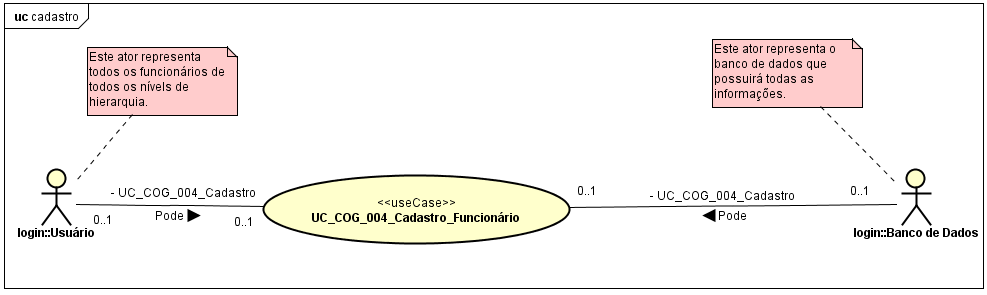 uc cadastro
Este ator representa
todos os funcionários de
todos os níveis de
hierarquia.
Este ator representa o
banco de dados que
possuirá todas as
informações.
- UC_COG_004_Cadastro
0..1
Pode
0..1
login::Usuário
<<useCase>>
UC_COG_004_Cadastro_Funcionário
0..1
- UC_COG_004_Cadastro
0..1
Pode
login::Banco de Dados